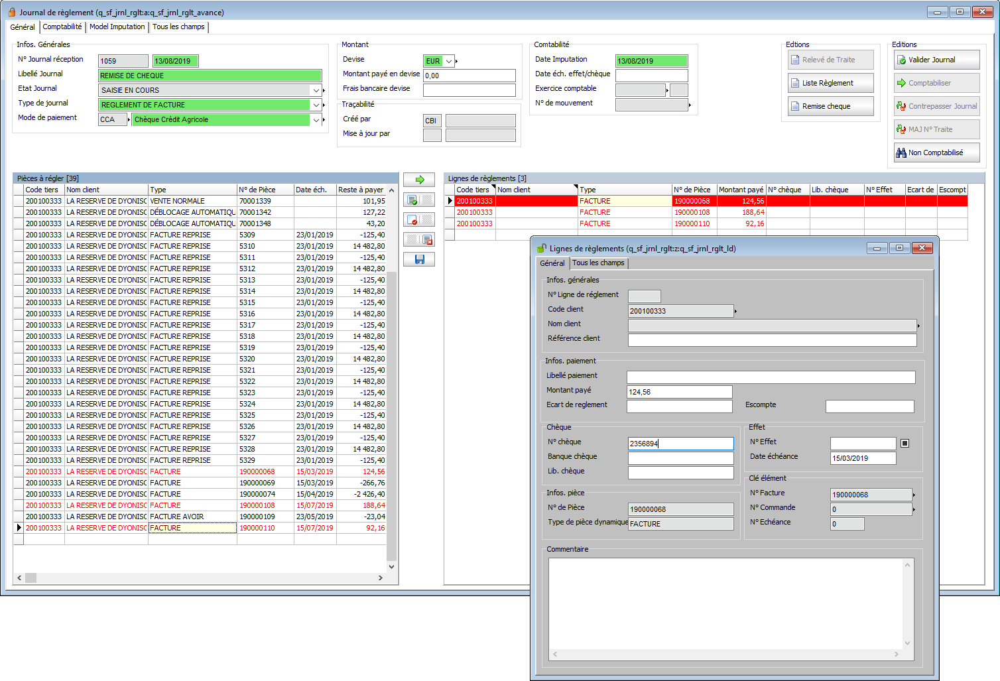 Journal de règlement (q_sf_jrnl_rglt:a:q_sf_jrnl_rglt_avance)
Général Comptabilité Model Imputation Tous les champs
Infos. Générales
N° Journal réception 1059 13/08/2019
Libellé Journal REMISE DE CHEQUE
Etat Journal SAISIE EN COURS
Type de journal REGLEMENT DE FACTURE
Mode de paiement CCA Chèque Crédit Agricole
Montant
Devise EUR
Montant payé en devise 0,00
Frais bancaire devise
Traçabilité
Créé par CBI
Mise à jour par
Comtabilité
Date Imputation 13/08/2019
Date éch. effet/chèque
Exercice comptable
N° de mouvement
Editions
Relevé de Traite
Liste Règlement
Remise cheque
Editions
Valider Journal
Comptabiliser
Contrepasser Journal
MAJ N° Traite
Non Comptabilisé
Pièces à régler [39]
Code tiers Nom client Type N° de Pièce Date éch. Reste à payer
200100333 LA RESERVE DE DYONISC VENTE NORMALE 70001339 101,95
200100333 LA RESERVE DE DYONISC DÉBLOCAGE AUTOMATIQU 70001342 127,22
200100333 LA RESERVE DE DYONISC DÉBLOCAGE AUTOMATIQU 70001348 43,20
200100333 LA RESERVE DE DYONISC FACTURE REPRISE 5309 23/01/2019 -125,40
200100333 LA RESERVE DE DYONISC FACTURE REPRISE 5310 23/01/2019 14 482,80
200100333 LA RESERVE DE DYONISC FACTURE REPRISE 5311 23/01/2019 -125,40
200100333 LA RESERVE DE DYONISC FACTURE REPRISE 5312 23/01/2019 14 482,80
200100333 LA RESERVE DE DYONISC FACTURE REPRISE 5313 23/01/2019 -125,40
200100333 LA RESERVE DE DYONISC FACTURE REPRISE 5314 23/01/2019 14 482,80
200100333 LA RESERVE DE DYONISC FACTURE REPRISE 5315 23/01/2019 -125,40
200100333 LA RESERVE DE DYONISC FACTURE REPRISE 5316 23/01/2019 14 482,80
200100333 LA RESERVE DE DYONISC FACTURE REPRISE 5317 23/01/2019 -125,40
200100333 LA RESERVE DE DYONISC FACTURE REPRISE 5318 23/01/2019 14 482,80
200100333 LA RESERVE DE DYONISC FACTURE REPRISE 5319 23/01/2019 -125,40
200100333 LA RESERVE DE DYONISC FACTURE REPRISE 5320 23/01/2019 14 482,80
200100333 LA RESERVE DE DYONISC FACTURE REPRISE 5321 23/01/2019 -125,40
200100333 LA RESERVE DE DYONISC FACTURE REPRISE 5322 23/01/2019 14 482,80
200100333 LA RESERVE DE DYONISC FACTURE REPRISE 5323 23/01/2019 -125,40
200100333 LA RESERVE DE DYONISC FACTURE REPRISE 5324 23/01/2019 14 482,80
200100333 LA RESERVE DE DYONISC FACTURE REPRISE 5325 23/01/2019 -125,40
200100333 LA RESERVE DE DYONISC FACTURE REPRISE 5326 23/01/2019 14 482,80
200100333 LA RESERVE DE DYONISC FACTURE REPRISE 5327 23/01/2019 -125,40
200100333 LA RESERVE DE DYONISC FACTURE REPRISE 5328 23/01/2019 14 482,80
200100333 LA RESERVE DE DYONISC FACTURE REPRISE 5329 23/01/2019 -125,40
200100333 LA RESERVE DE DYONISC FACTURE 190000068 15/03/2019 124,56
200100333 LA RESERVE DE DYONISC FACTURE 190000069 15/03/2019 -266,76
200100333 LA RESERVE DE DYONISC FACTURE 190000074 15/04/2019 -2 426,40
200100333 LA RESERVE DE DYONISC FACTURE 190000108 15/07/2019 188,64
200100333 LA RESERVE DE DYONISC FACTURE AVOIR 190000109 23/05/2019 -23,04
200100333 LA RESERVE DE DYONISC FACTURE 190000110 15/07/2019 92,16
Lignes de règlements [3]
Code tiers Nom client Type N° de Pièce Montant payé N° chèque Lib. chèque N° Effet Ecart de Escompt
200100333 FACTURE 190000068 124,56
200100333 FACTURE 190000108 188,64
200100333 FACTURE 190000110 92,16
Lignes de règlements (q_sf_jrnl_rglt:z:q_sf_jrnl_rglt_ld)
Général Tous les champs
Infos. générales
N° Ligne de réglement
Code client 200100333
Nom client
Référence client
Infos. paiement
Libellé paiement
Montant payé 124,56
Ecart de reglement Escompte
Chèque
N° chèque 2356894
Banque chèque
Lib. chèque
Effet
N° Effet
Date échéance 15/03/2019
Infos. pièce
N° de Pièce 190000068
Type de pièce dynamique FACTURE
Clé élément
N° Facture 190000068
N° Commande 0
N° Echéance 0
Commentaire